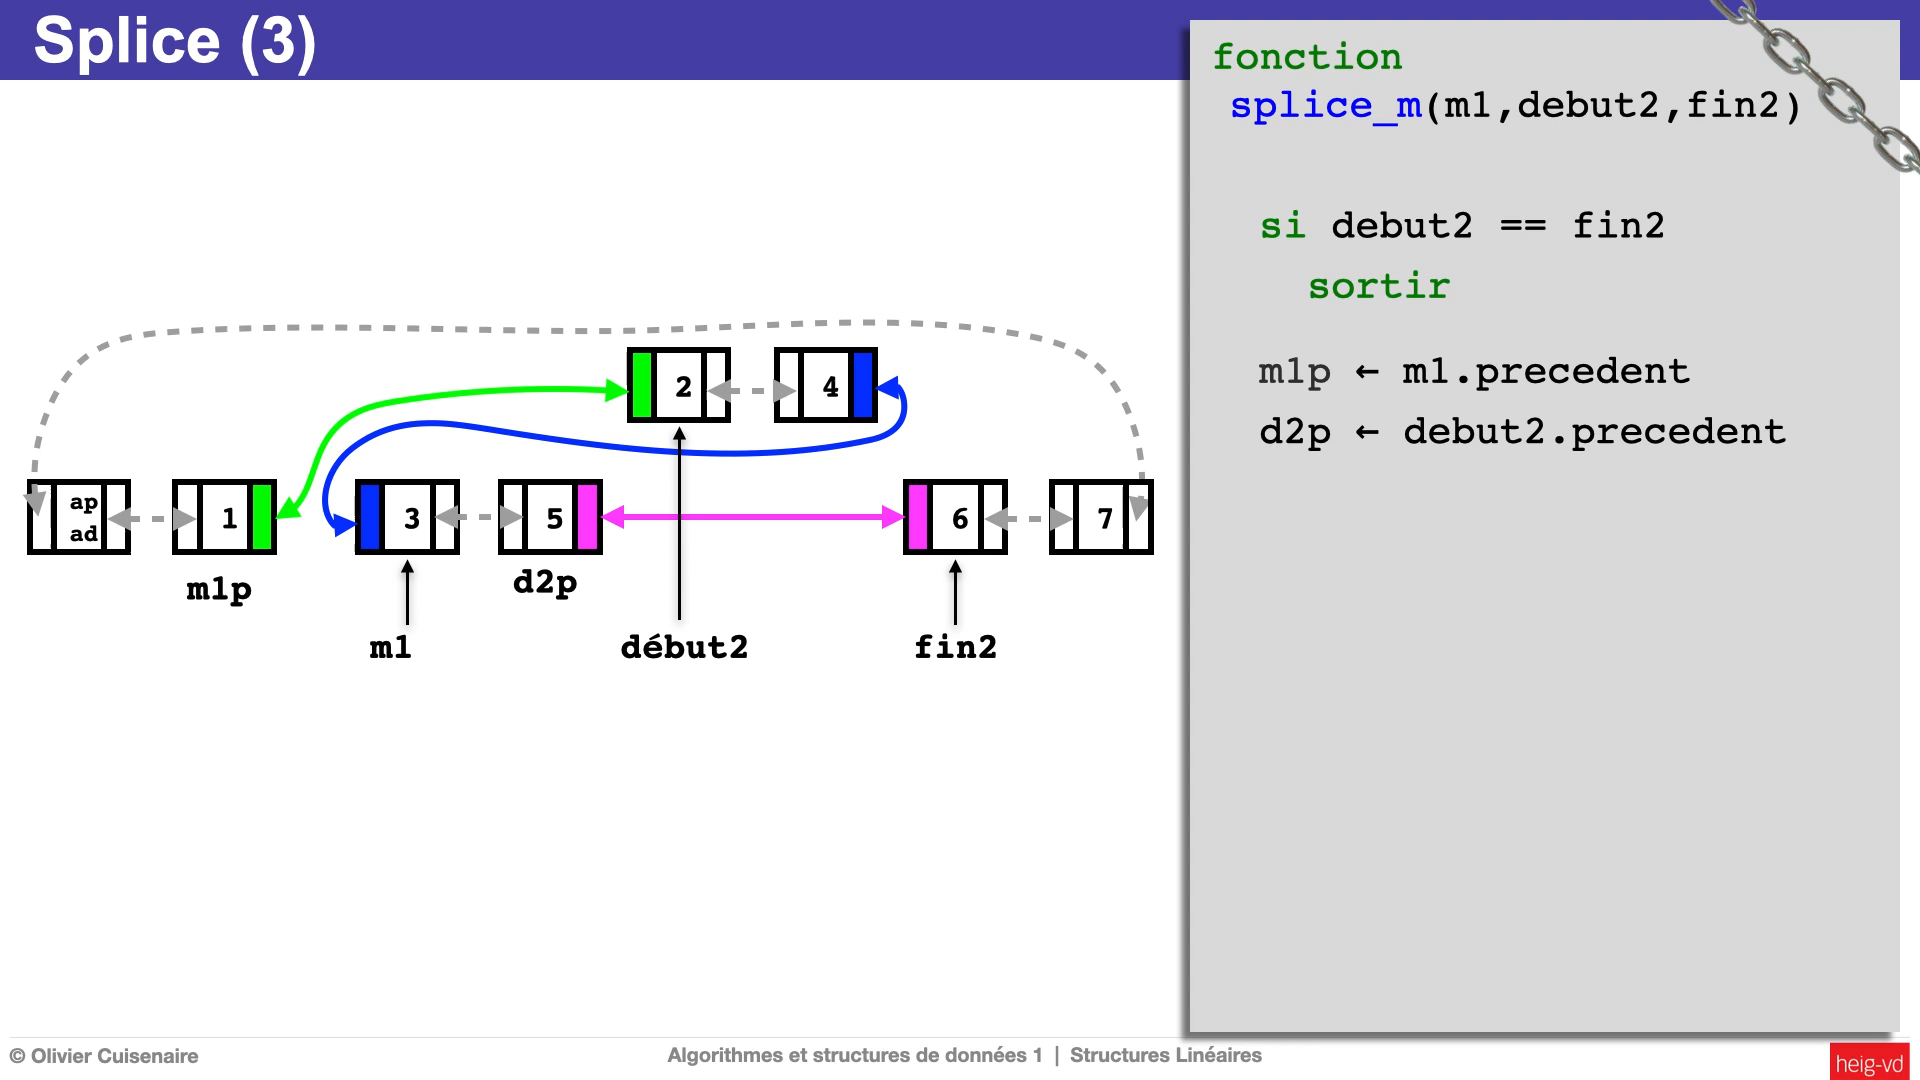 Splice (3)
fonction
splice_m(m1,debut2,fin2)
si debut2 == fin2
sortir
m1p ← m1.precedent
d2p ← debut2.precedent
2
4
ap
ad
1
3
5
6
7
m1p
d2p
m1
début2
fin2
© Olivier Cuisenaire
Algorithmes et structures de données 1 | Structures Linéaires
heig-vd